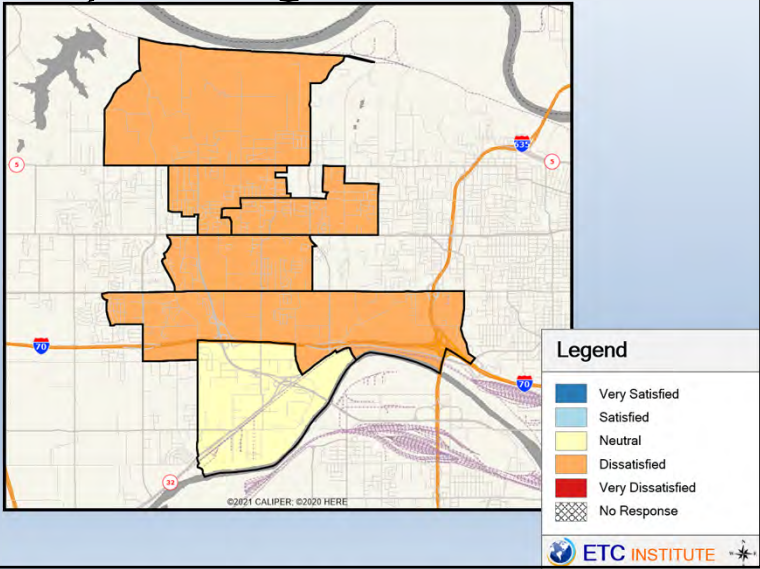 635
5
5
70
Legend
70
Very Satisfied
Satisfied
Neutral
Dissatisfied
Very Dissatisfied
32
No Response
©2021 CALIPER; ©2020 HERE
ETC INSTITUTE